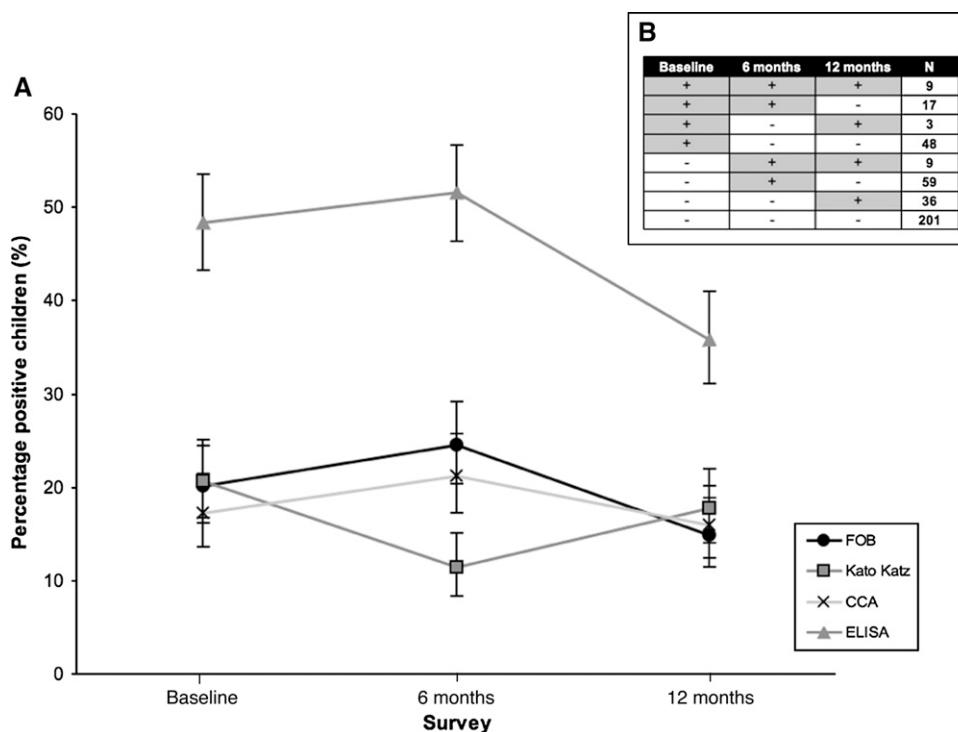 A
B
Baseline 6 months 12 months N
+ + + 9
+ + - 17
+ - + 3
+ - - 48
- + + 9
- + - 59
- - + 36
- - - 201
Percentage positive children (%)
60
50
40
30
20
10
0
FOB
Kato Katz
CCA
ELISA
Baseline 6 months 12 months
Survey